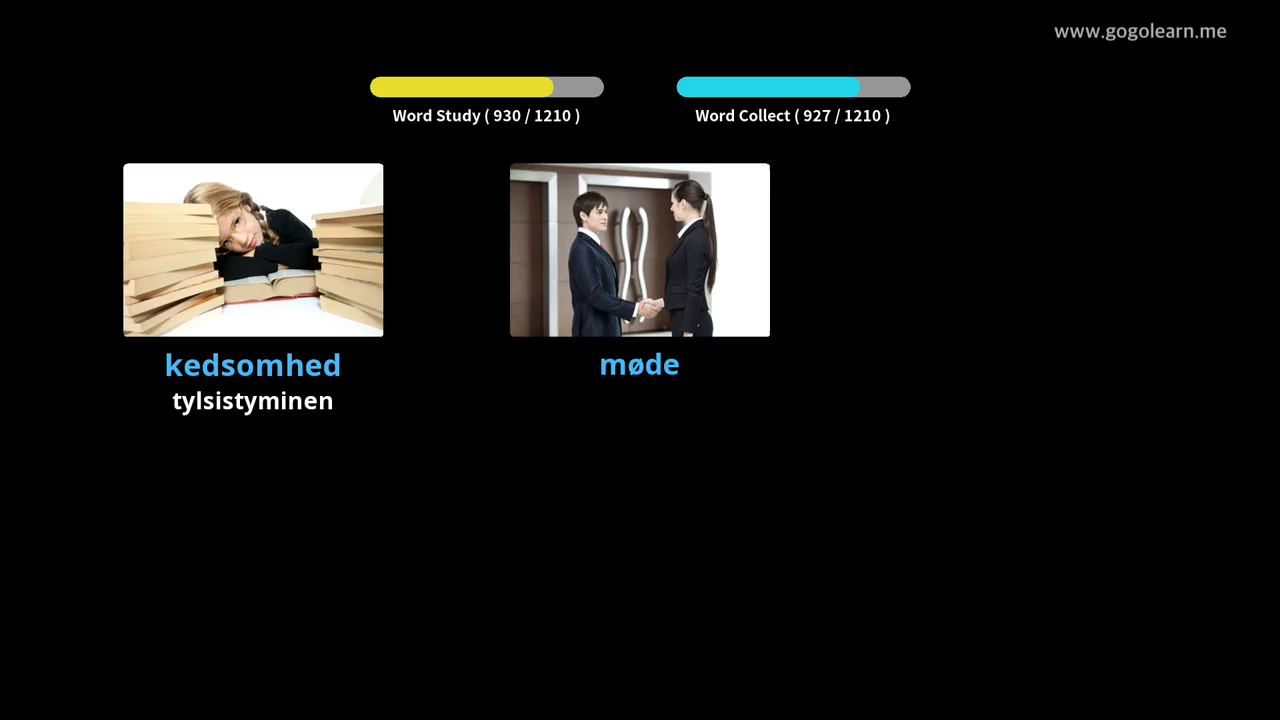 www.gogolearn.me
Word Study ( 930 / 1210 )
Word Collect ( 927 / 1210 )
kedsomhed
tylsistyminen
møde